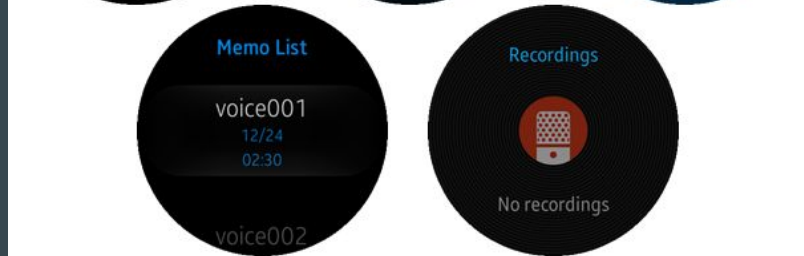 Memo List
voice001
12/24
02:30
voice002
Recordings
No recordings